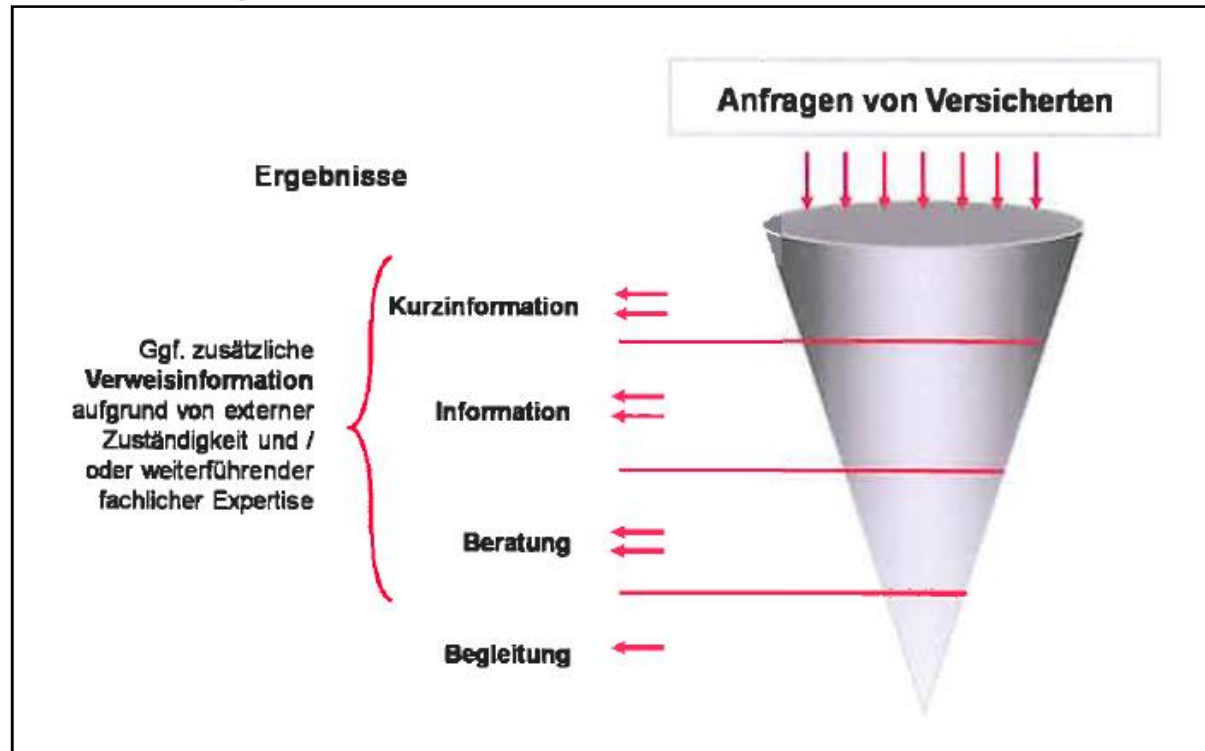 Anfragen von Versicherten
Ergebnisse
Kurzinformation
Ggf. zusätzliche
Verweisinformation
aufgrund von externer
Zuständigkeit und /
oder weiterführender
fachlicher Expertise
Information
Beratung
Begleitung